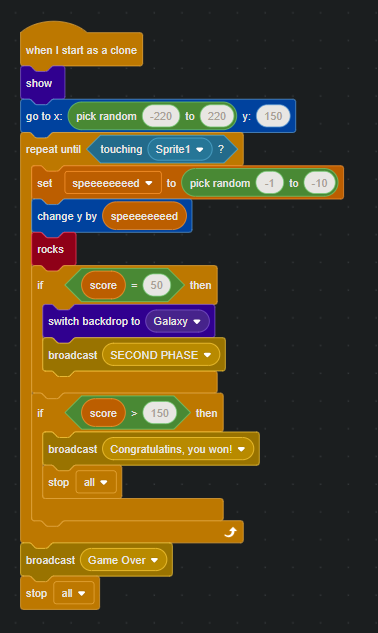 when I start as a clone
show
go to x: pick random -220 to 220 y: 150
repeat until touching Sprite1 ?
set speeeeeeeed to pick random -1 to -10
change y by speeeeeeeed
rocks
if score = 50 then
switch backdrop to Galaxy
broadcast SECOND PHASE
if score > 150 then
broadcast Congratulatins, you won!
stop all
broadcast Game Over
stop all